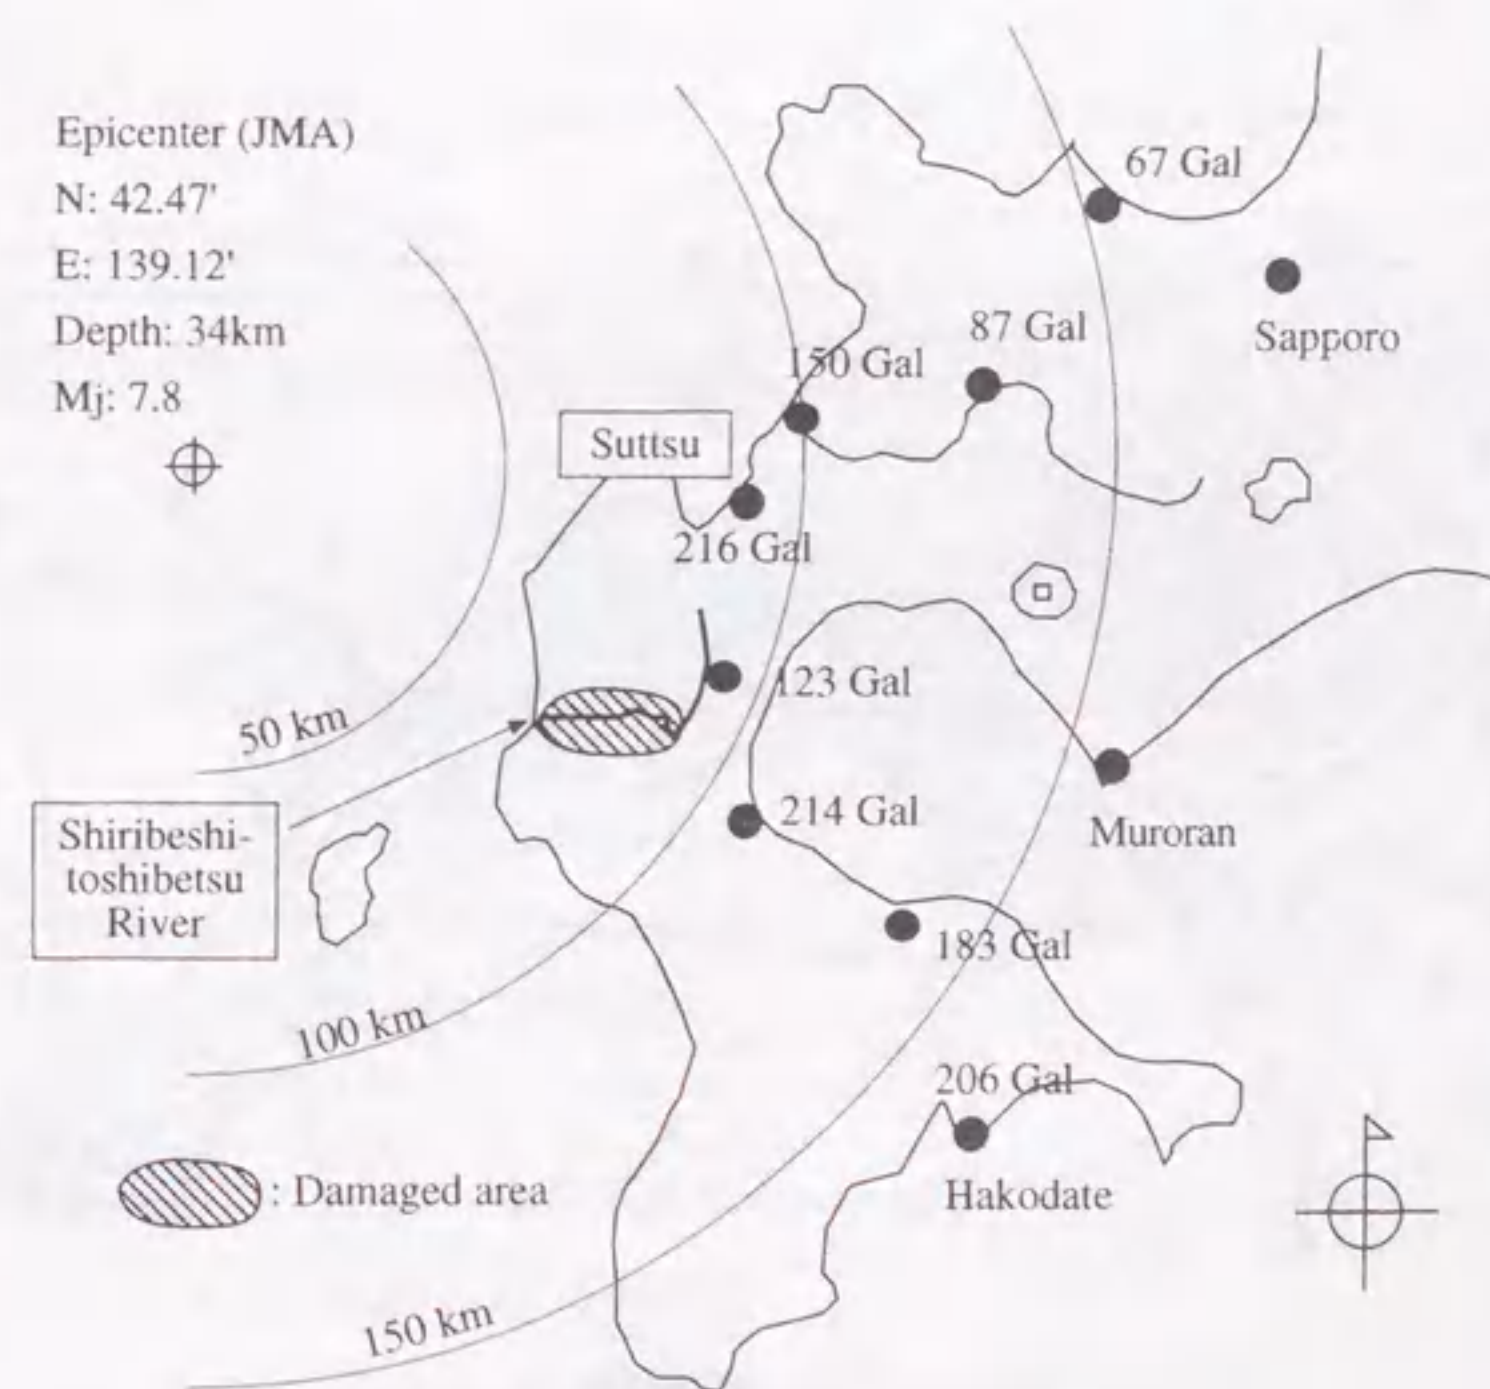 Epicenter (JMA)
N: 42.47'
E: 139.12'
Depth: 34km
Mj: 7.8
67 Gal
Sapporo
87 Gal
150 Gal
Suttsu
216 Gal
123 Gal
50 km
214 Gal
Muroran
Shiribeshi-
toshibetsu
River
183 Gal
100 km
206 Gal
Hakodate
: Damaged area
150 km